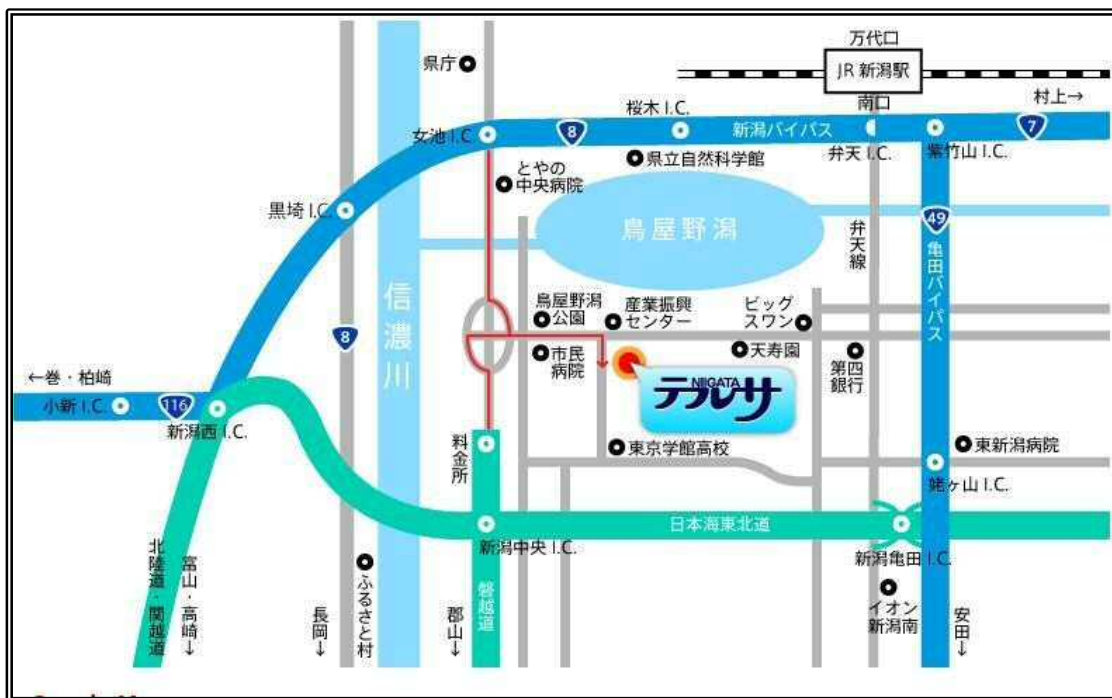 万代口
JR 新潟駅
南口
村上→
県庁
桜木 I.C.
女池 I.C
8
新潟バイパス
7
弁天 I.C.
紫竹山 I.C.
県立自然科学館
とやの
中央病院
黒埼 I.C.
鳥屋野潟
弁天線
49
亀田バイパス
信濃川
鳥屋野潟
公園
産業振興
センター
ビッグ
スワン
8
市民
病院
天寿園
第四
銀行
←巻・柏崎
小新 I.C.
116
新潟西 I.C.
NIIGATA
テルサ
料金所
東京学館高校
東新潟病院
姥ヶ山 I.C.
日本海東北道
新潟中央 I.C.
新潟亀田 I.C.
北陸道・関越道
富山・高崎↓
長岡↓
ふるさと村
郡山↓
磐越道
イオン
新潟南
安田↓